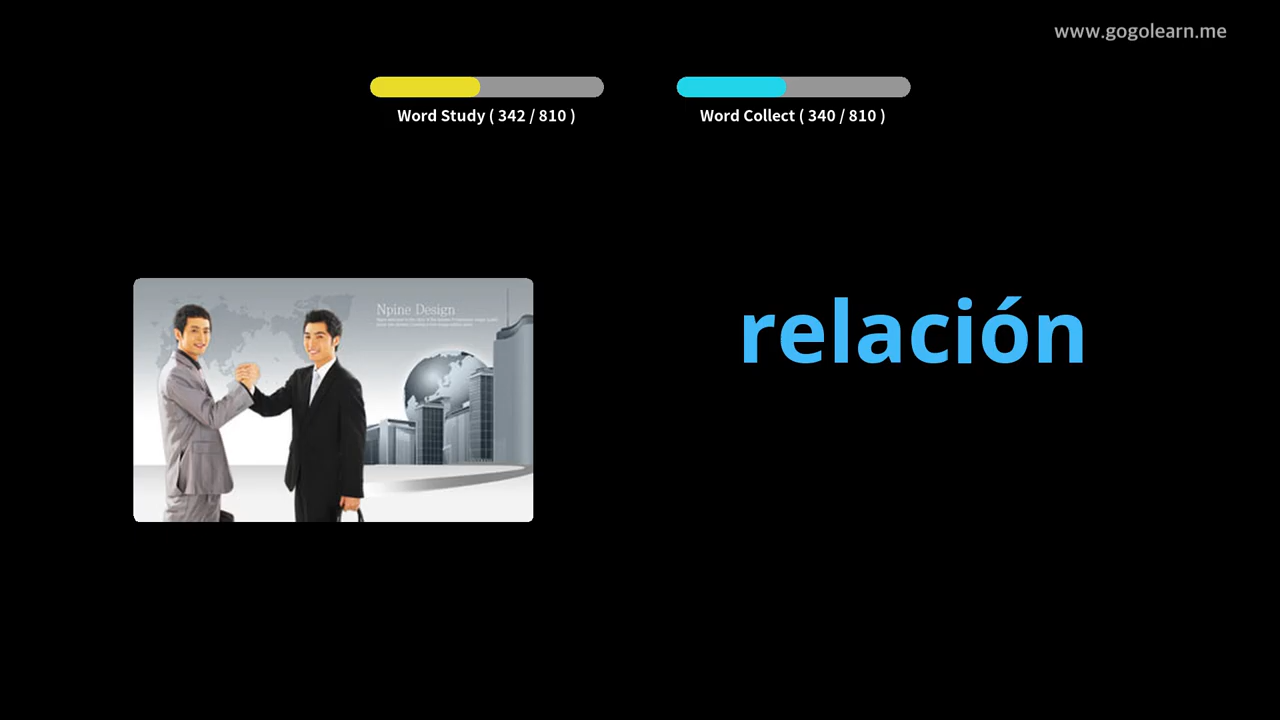 www.gogolearn.me
Word Study ( 342 / 810 )
Word Collect ( 340 / 810 )
Npine Design
relación